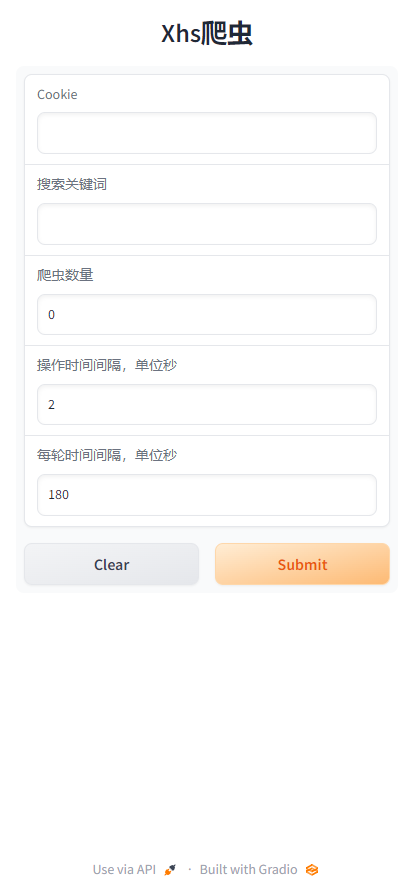 Xhs爬虫
Cookie
搜索关键词
爬虫数量
0
操作时间间隔，单位秒
2
每轮时间间隔，单位秒
180
Clear
Submit
Use via API · Built with Gradio